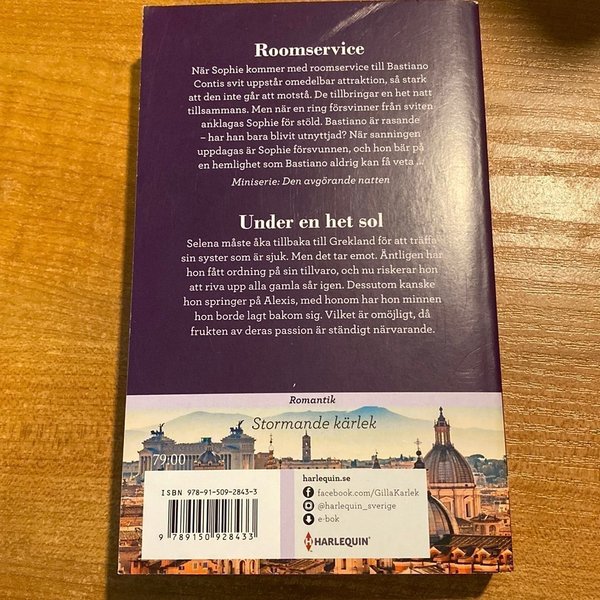 Roomservice
När Sophie kommer med roomservice till Bastiano
Contis svit uppstår omedelbar attraktion, så stark
att den inte går att motstå. De tillbringar en het natt
tillsammans. Men när en ring försvinner från sviten
anklagas Sophie för stöld. Bastiano är rasande
– har han bara blivit utnyttjad? När sanningen
uppdagas är Sophie försvunnen, och hon bär på
en hemlighet som Bastiano aldrig kan få veta ...
Miniserie: Den avgörande natten
Under en het sol
Selena måste åka tillbaka till Grekland för att träffa
sin syster som är sjuk. Men det tar emot. Äntligen har
hon fått ordning på sin tillvaro, och nu riskerar hon
att riva upp alla gamla sår igen. Dessutom kanske
hon springer på Alexis, med honom har hon minnen
hon borde lagt bakom sig. Vilket är omöjligt, då
frukten av deras passion är ständigt närvarande.
Romantik
Stormande kärlek
79:00
ISBN 978-91-509-2843-3
9 789150 928433
harlequin.se
facebook.com/GillaKarlek
@harlequin_sverige
e-bok
HARLEQUIN